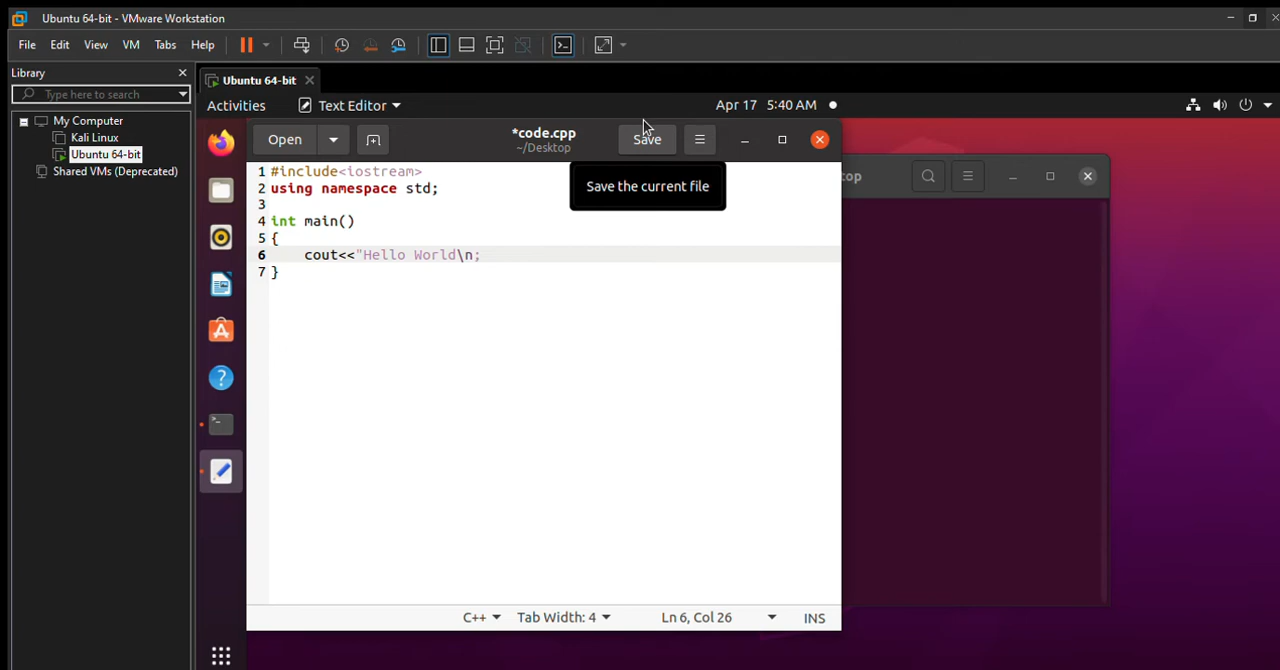 Ubuntu 64-bit - VMware Workstation
File Edit View VM Tabs Help
Library
Ubuntu 64-bit
Type here to search
My Computer
Kali Linux
Ubuntu 64-bit
Shared VMs (Deprecated)
Activities
Text Editor
Apr 17 5:40 AM
Open
*code.cpp
~/Desktop
Save
Save the current file
top
1 #include<iostream>
2 using namespace std;
3
4 int main()
5 {
6 cout<<"Hello World\n;
7 }
C++
Tab Width: 4
Ln 6, Col 26
INS